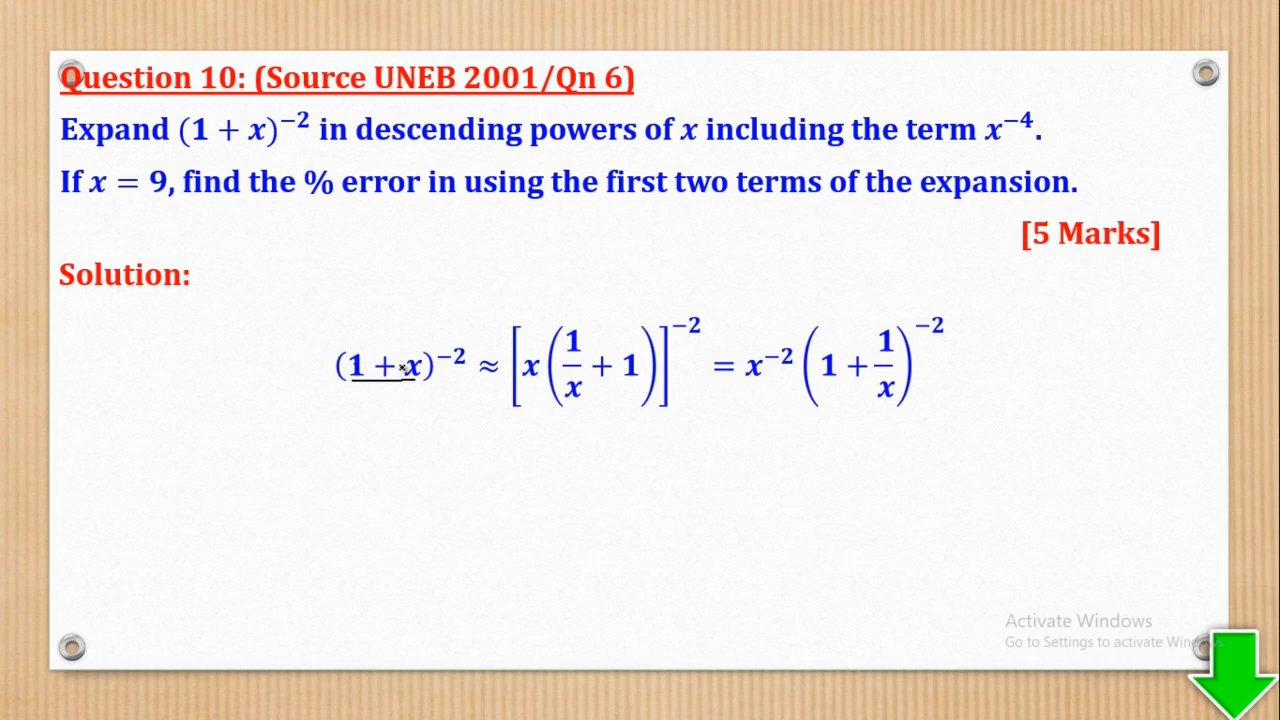 Question 10: (Source UNEB 2001/Qn 6)
Expand (1 + x)⁻² in descending powers of x including the term x⁻⁴.
If x = 9, find the % error in using the first two terms of the expansion.
[5 Marks]
Solution:
(1 + x)⁻² ≈ [x(1/x + 1)]⁻² = x⁻²(1 + 1/x)⁻²
Activate Windows
Go to Settings to activate Windows